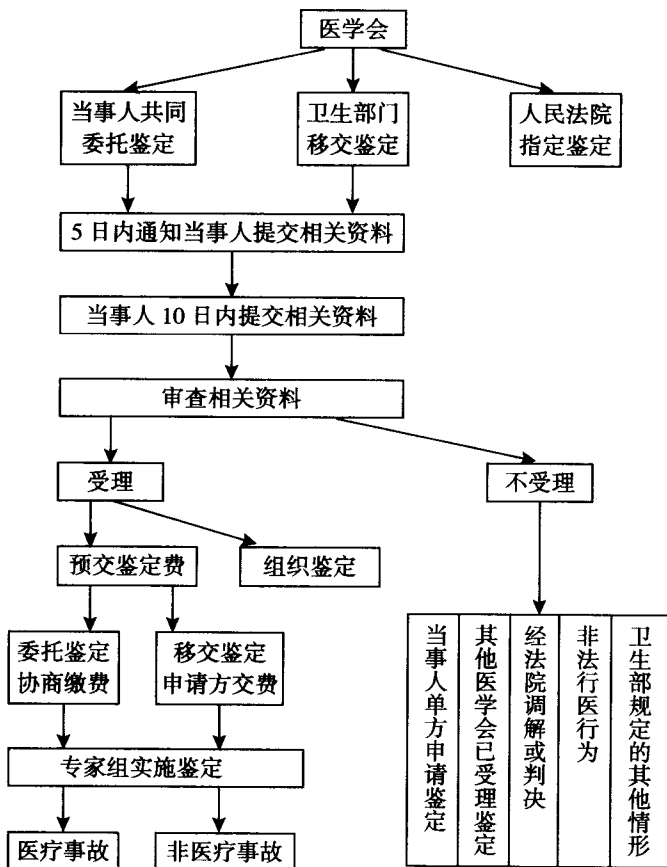 医学会
当事人共同
委托鉴定
卫生部门
移交鉴定
人民法院
指定鉴定
5日内通知当事人提交相关资料
当事人10日内提交相关资料
审查相关资料
受理
不受理
预交鉴定费
组织鉴定
委托鉴定
协商缴费
移交鉴定
申请方交费
专家组实施鉴定
医疗事故
非医疗事故
当事人单方申请鉴定
其他医学会已受理鉴定
经法院调解或判决
非法行医行为
卫生部规定的其他情形